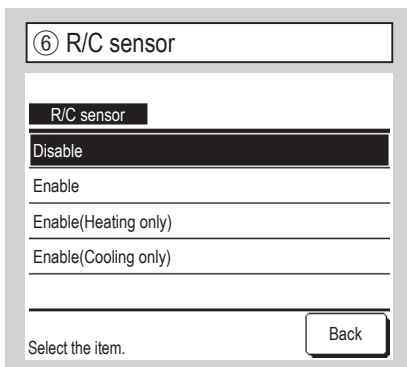 ⑥ R/C sensor
R/C sensor
Disable
Enable
Enable(Heating only)
Enable(Cooling only)
Select the item.
Back